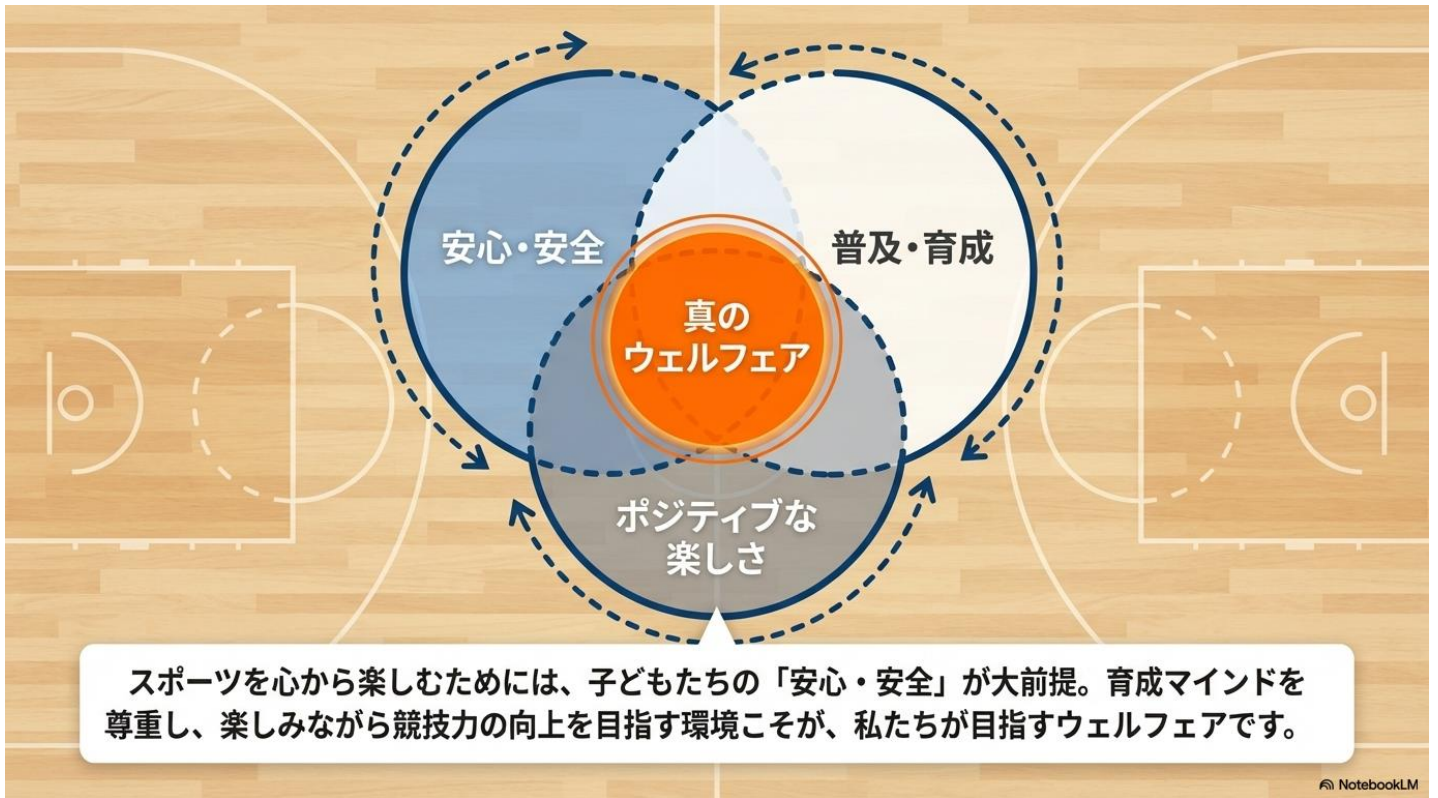 安心・安全
普及・育成
真の
ウェルフェア
ポジティブな
楽しさ
スポーツを心から楽しむためには、子どもたちの「安心・安全」が大前提。育成マインドを
尊重し、楽しみながら競技力の向上を目指す環境こそが、私たちが目指すウェルフェアです。
NotebookLM